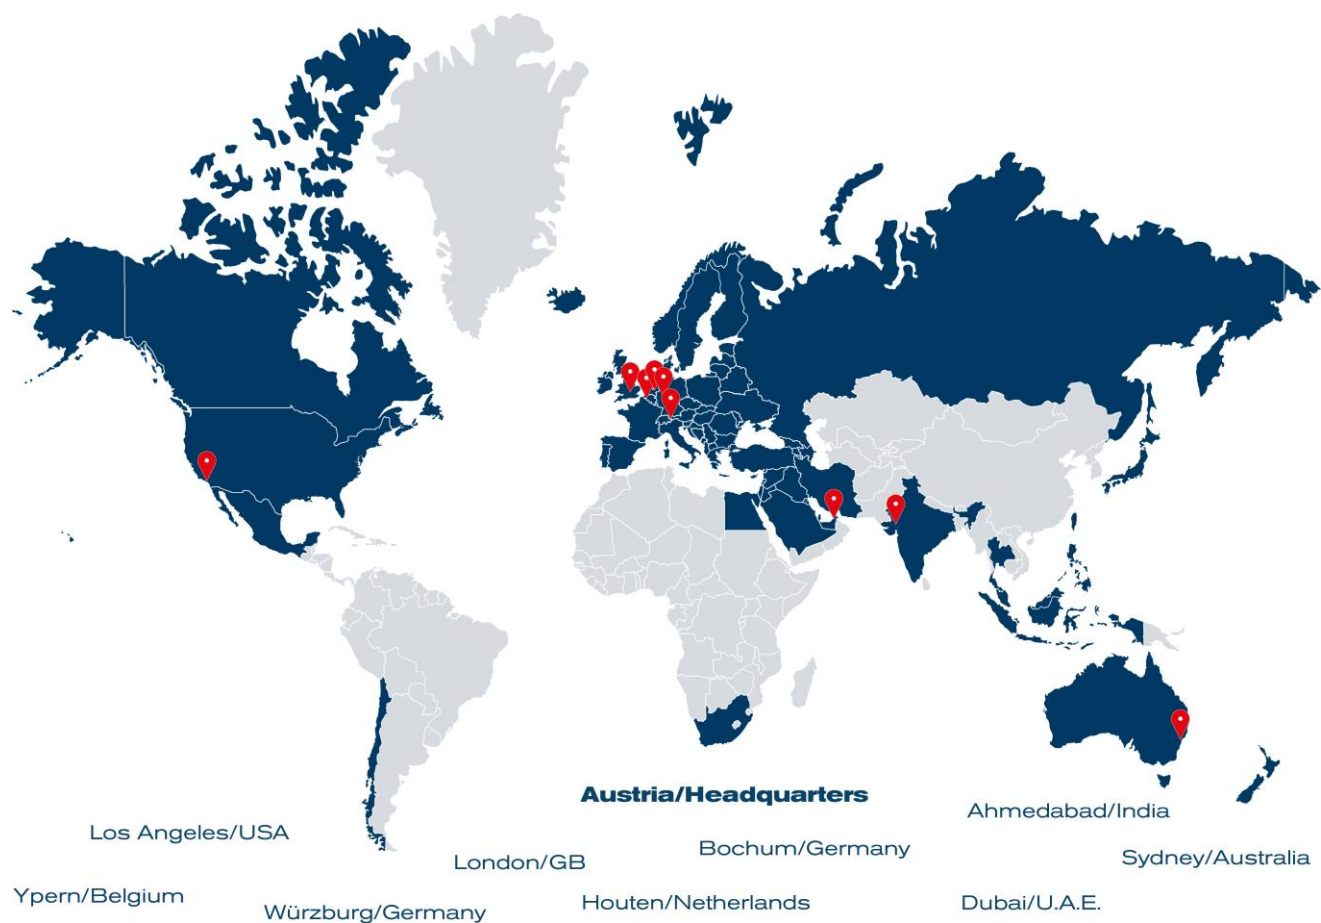 Austria/Headquarters
Ahmedabad/India
Los Angeles/USA
Bochum/Germany
London/GB
Sydney/Australia
Ypern/Belgium
Würzburg/Germany
Houten/Netherlands
Dubai/U.A.E.